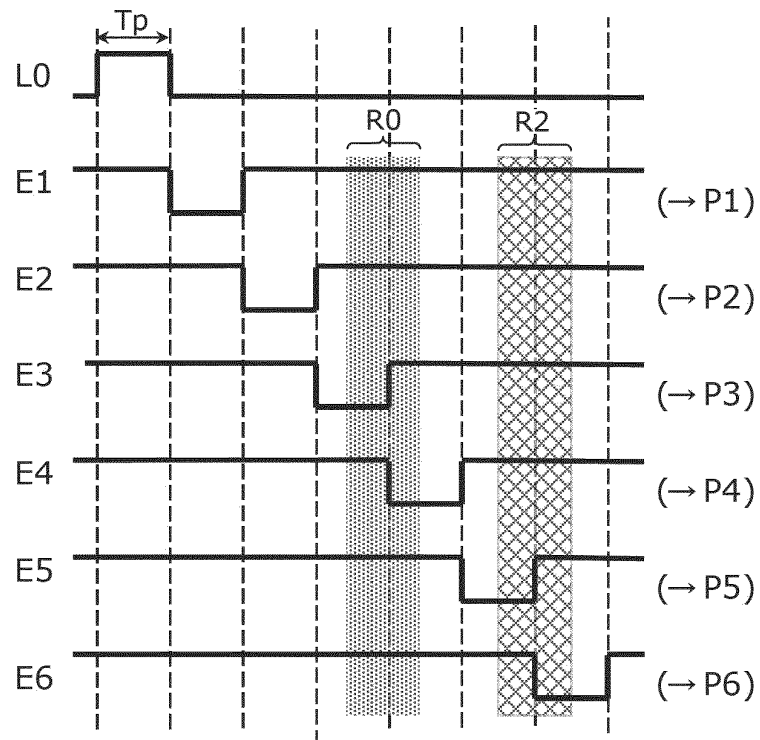 Tp
L0
R0 R2
E1 (→ P1)
E2 (→ P2)
E3 (→ P3)
E4 (→ P4)
E5 (→ P5)
E6 (→ P6)